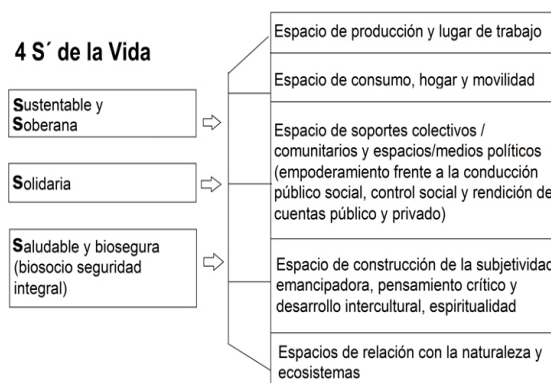 4 S´ de la Vida
Sustentable y
Soberana
Solidaria
Saludable y biosegura
(biosocio seguridad
integral)
Espacio de producción y lugar de trabajo
Espacio de consumo, hogar y movilidad
Espacio de soportes colectivos /
comunitarios y espacios/medios políticos
(empoderamiento frente a la conducción
público social, control social y rendición de
cuentas público y privado)
Espacio de construcción de la subjetividad
emancipadora, pensamiento crítico y
desarrollo intercultural, espiritualidad
Espacios de relación con la naturaleza y
ecosistemas